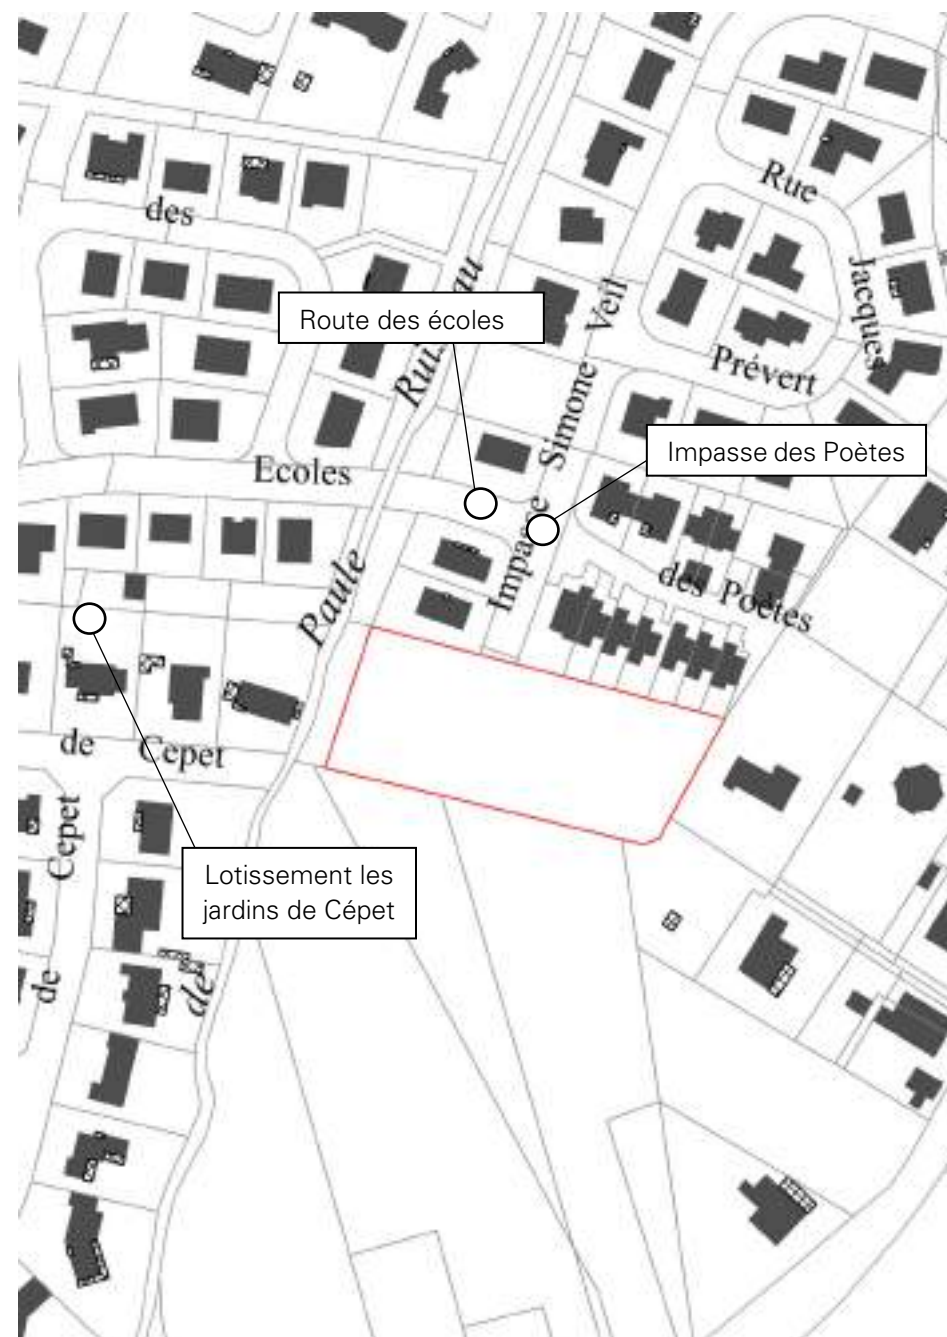 Rue
des
Jacques
Veil
Route des écoles
Prévert
Simone
Impasse des Poètes
Ecoles
Impasse
des Poètes
Paule
de
Cepet
Cepet
Lotissement les
jardins de Cépet
de
de